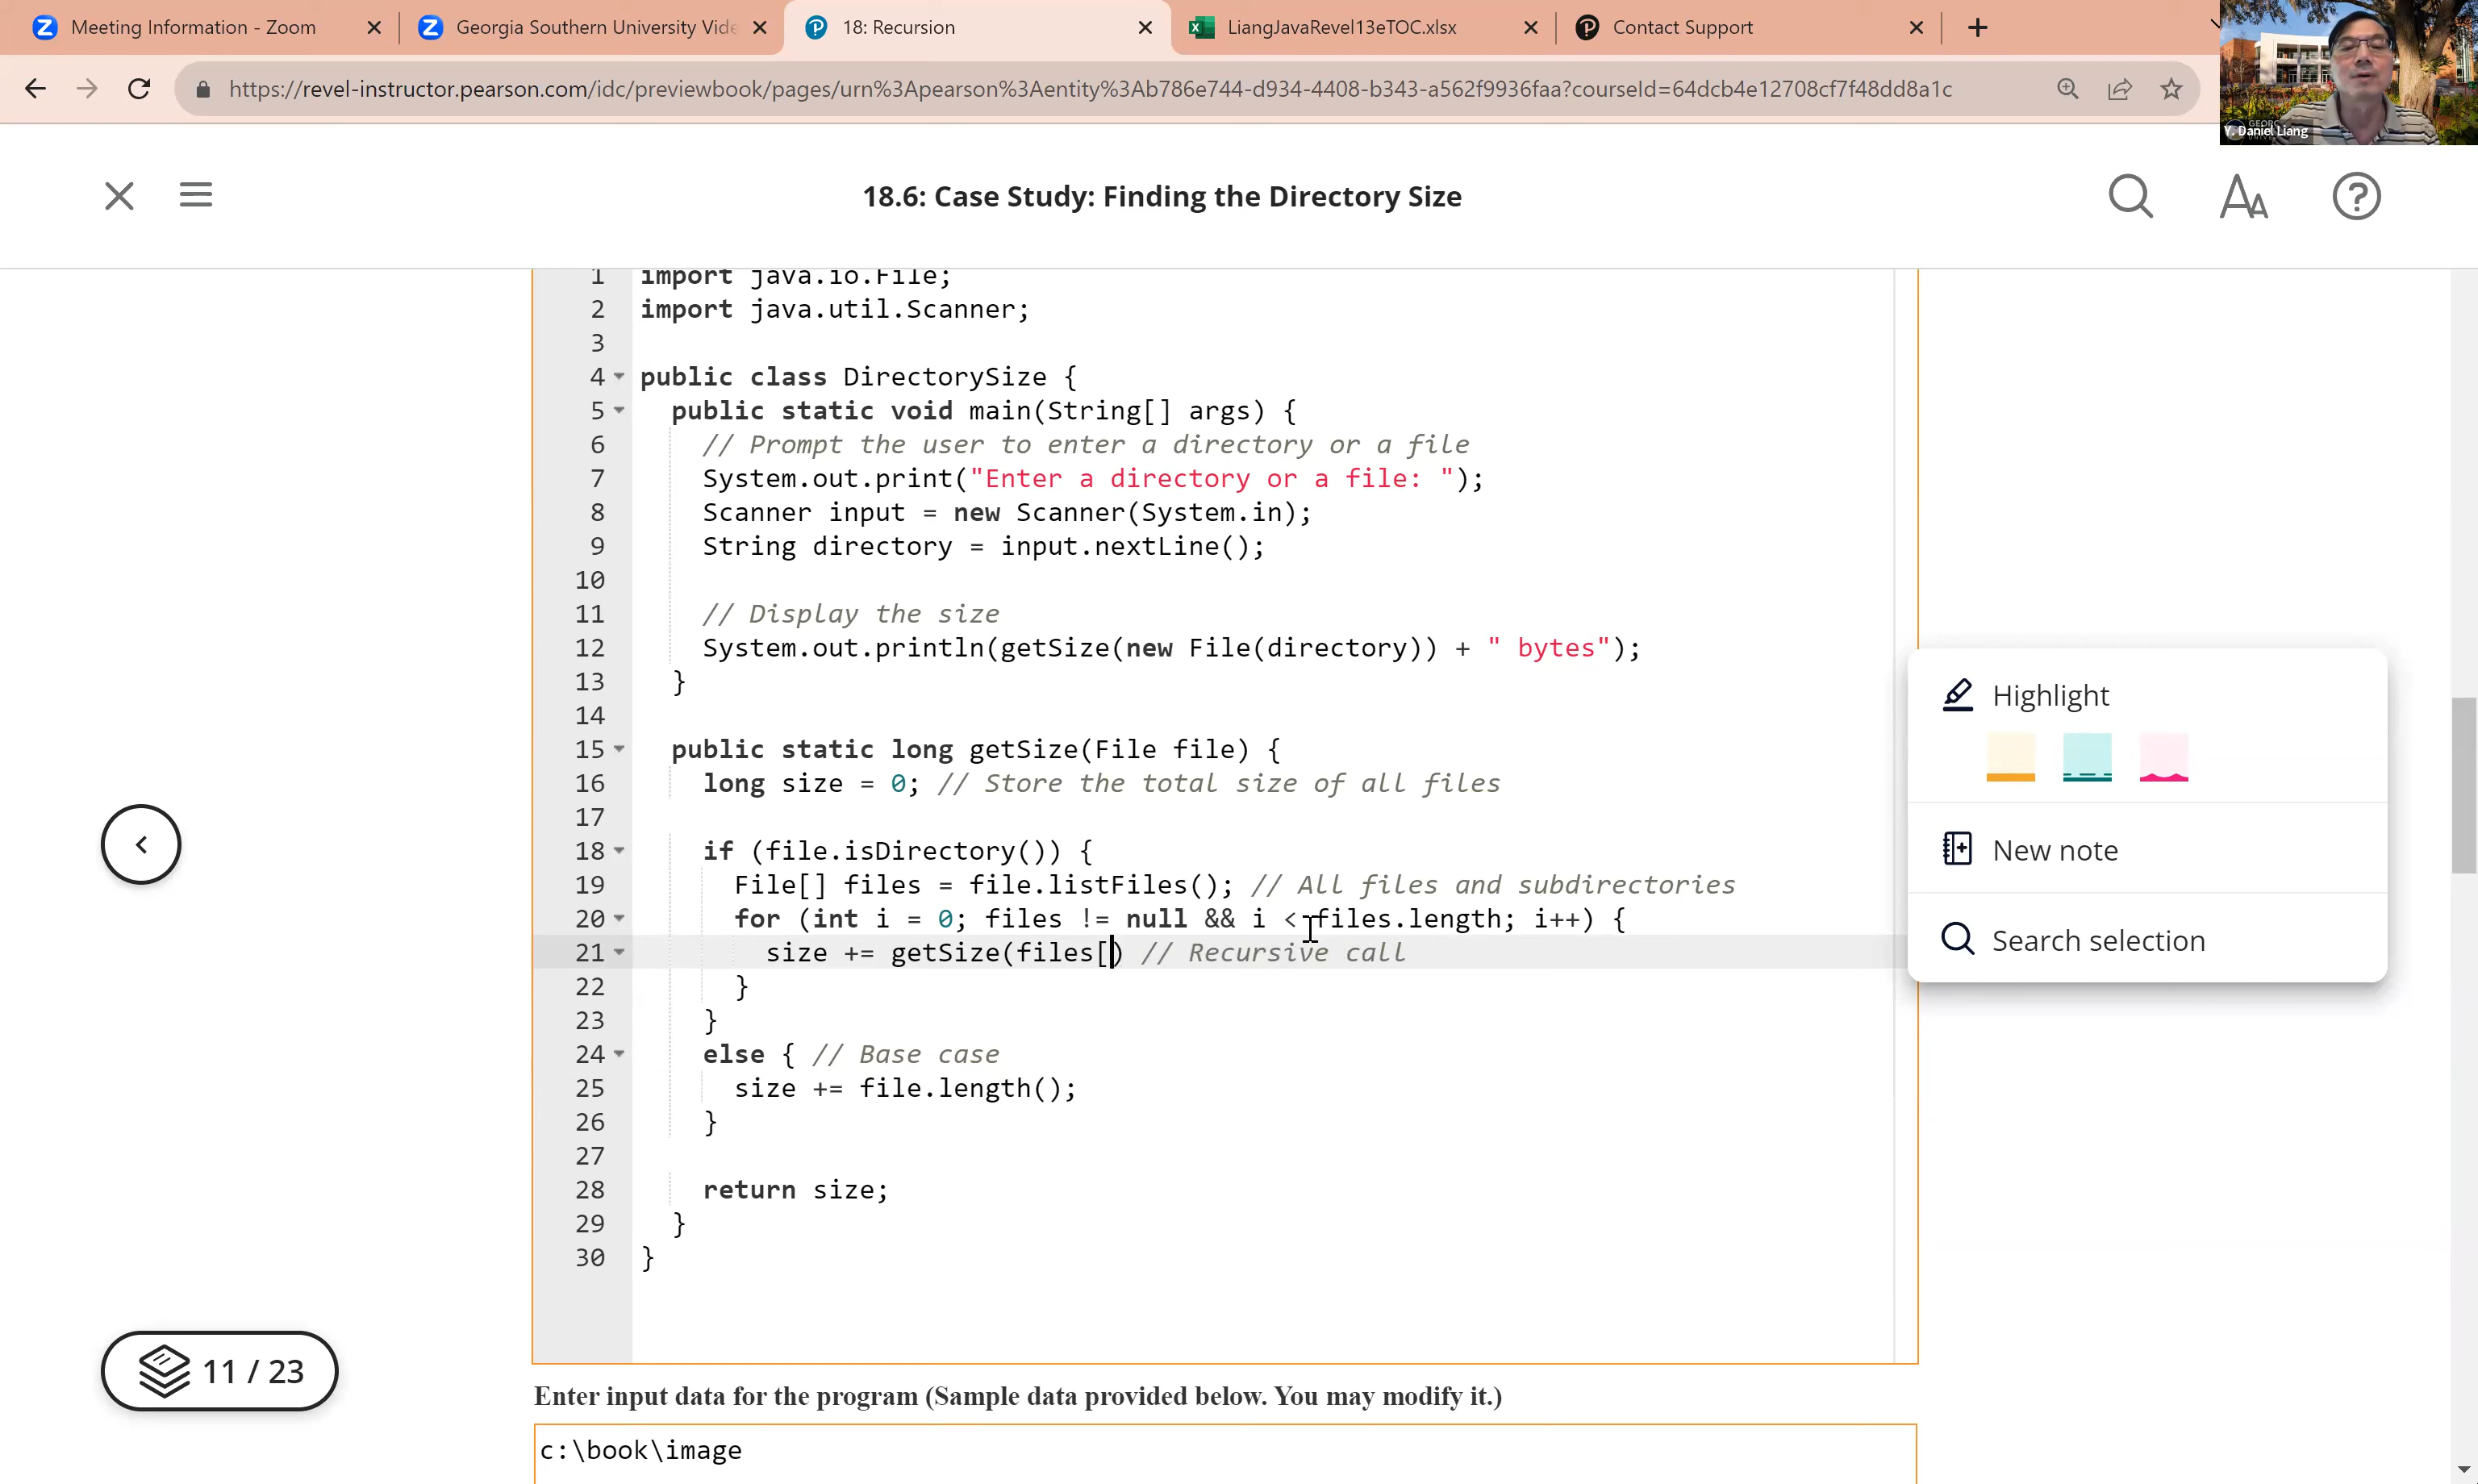 Meeting Information - Zoom
Georgia Southern University Vide
18: Recursion
LiangJavaRevel13eTOC.xlsx
Contact Support
https://revel-instructor.pearson.com/idc/previewbook/pages/urn%3Apearson%3Aentity%3Ab786e744-d934-4408-b343-a562f9936faa?courseId=64dcb4e12708cf7f48dd8a1c
Y. Daniel Liang
18.6: Case Study: Finding the Directory Size
1 import java.io.File;
2 import java.util.Scanner;
3
4 public class DirectorySize {
5 public static void main(String[] args) {
6 // Prompt the user to enter a directory or a file
7 System.out.print("Enter a directory or a file: ");
8 Scanner input = new Scanner(System.in);
9 String directory = input.nextLine();
10
11 // Display the size
12 System.out.println(getSize(new File(directory)) + " bytes");
13 }
14
15 public static long getSize(File file) {
16 long size = 0; // Store the total size of all files
17
18 if (file.isDirectory()) {
19 File[] files = file.listFiles(); // All files and subdirectories
20 for (int i = 0; files != null && i < files.length; i++) {
21 size += getSize(files[) // Recursive call
22 }
23 }
24 else { // Base case
25 size += file.length();
26 }
27
28 return size;
29 }
30 }
Highlight
New note
Search selection
11 / 23
Enter input data for the program (Sample data provided below. You may modify it.)
c:\book\image